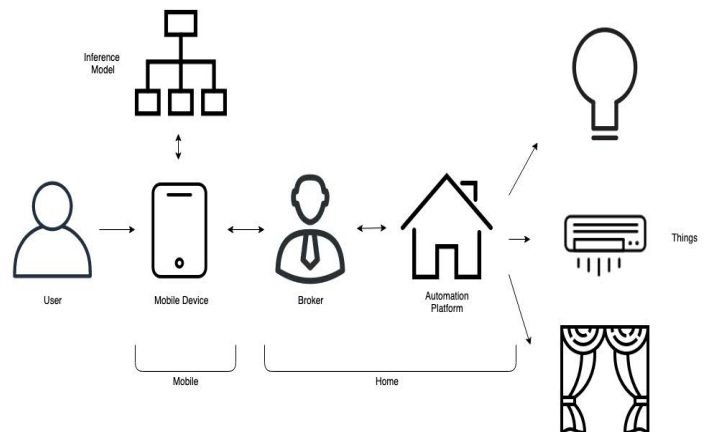 Inference
Model
User
Mobile Device
Broker
Automation
Platform
Things
Mobile
Home